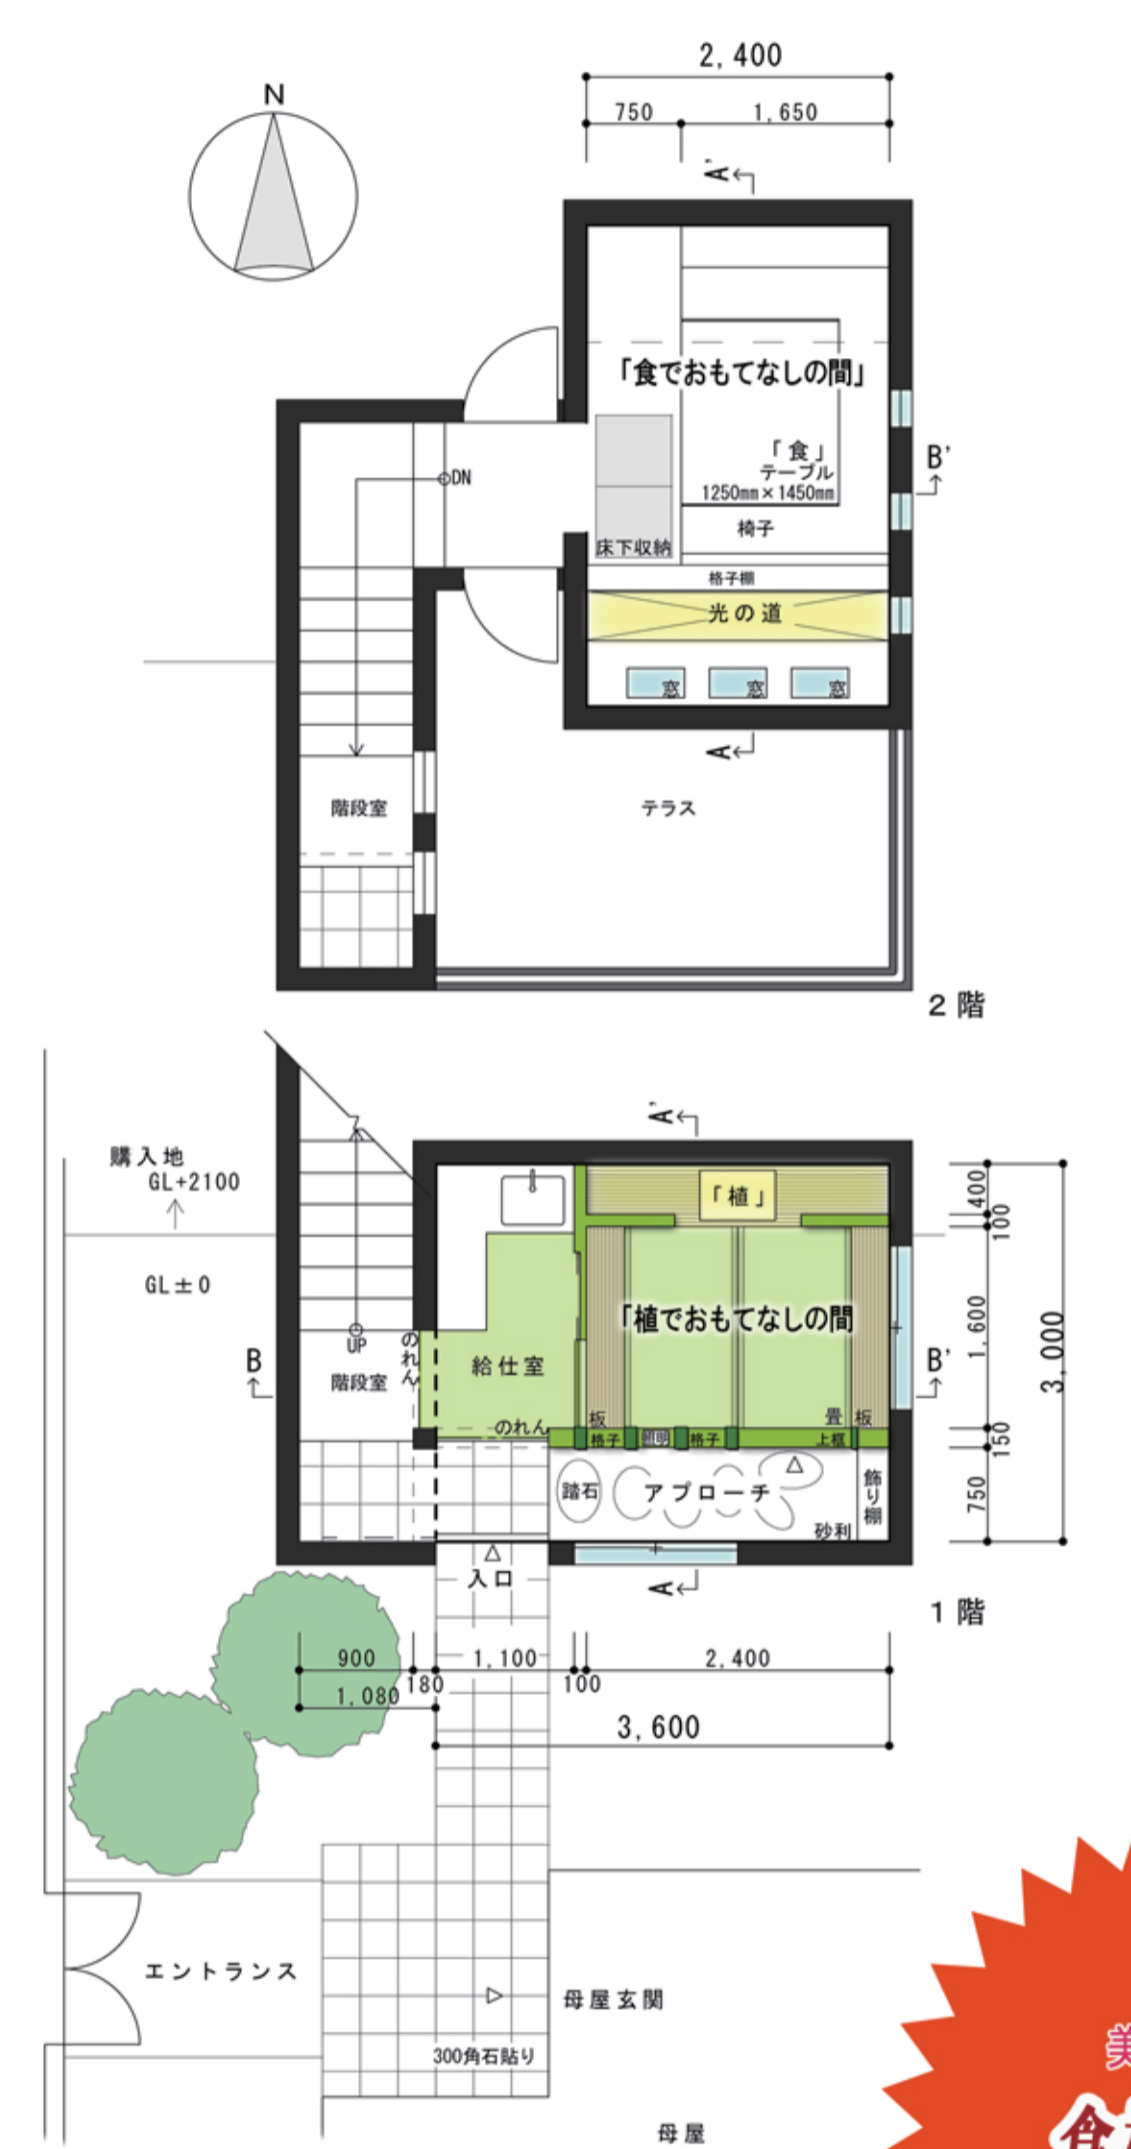 2,400
N
750
1,650
A'
「食でおもてなしの間」
「食」
テーブル
1250mm×1450mm
B'
DN
椅子
床下収納
格子棚
光の道
窓
窓
窓
A
階段室
テラス
2階
A'
購入地
GL+2100
「植」
400
100
GL±0
「植でおもてなしの間
1,600
3,000
UP
のれん
B
階段室
給仕室
B'
のれん
板
畳
板
格子
照明
格子
上框
150
踏石
アプローチ
飾り棚
750
砂利
入口
A
1階
900
1,100
2,400
180
100
1,080
3,600
エントランス
母屋玄関
300角石貼り
母屋
美
食